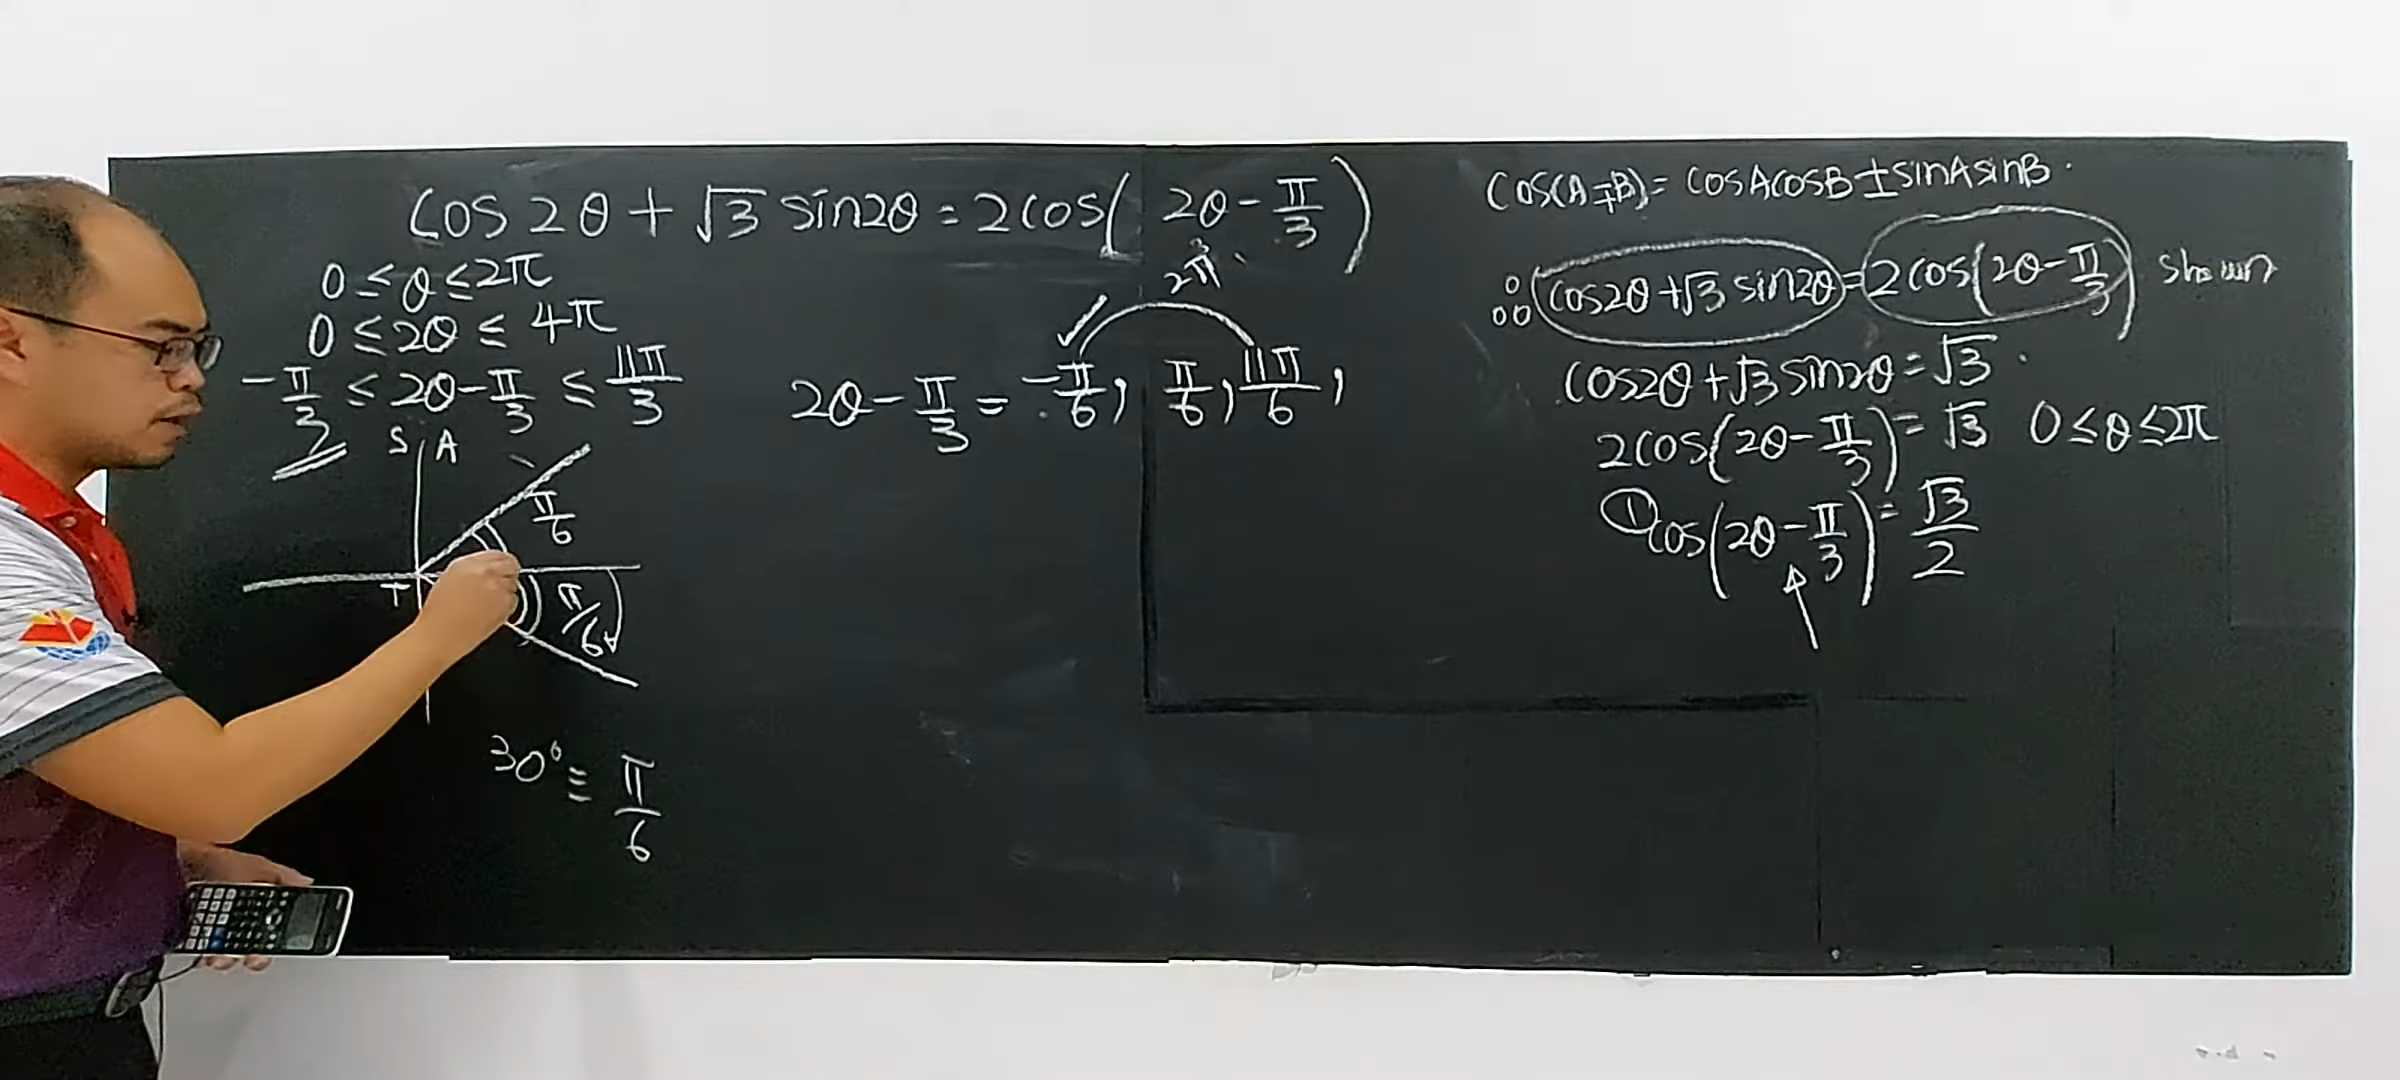 cos 2θ + √3 sin2θ = 2cos( 2θ - π/3 )
0 ≤ θ ≤ 2π
0 ≤ 2θ ≤ 4π
-π/3 ≤ 2θ - π/3 ≤ 11π/3
S A
T
π/6
π/6
30° ≡ π/6
2π
✓
2θ - π/3 = -π/6, π/6, 11π/6,
cos(A∓B) = cosAcosB ± sinAsinB.
∴ cos2θ + √3 sin2θ = 2cos(2θ - π/3) shown
cos2θ + √3 sin2θ = √3.
2cos(2θ - π/3) = √3 0 ≤ θ ≤ 2π
① cos(2θ - π/3) = √3/2